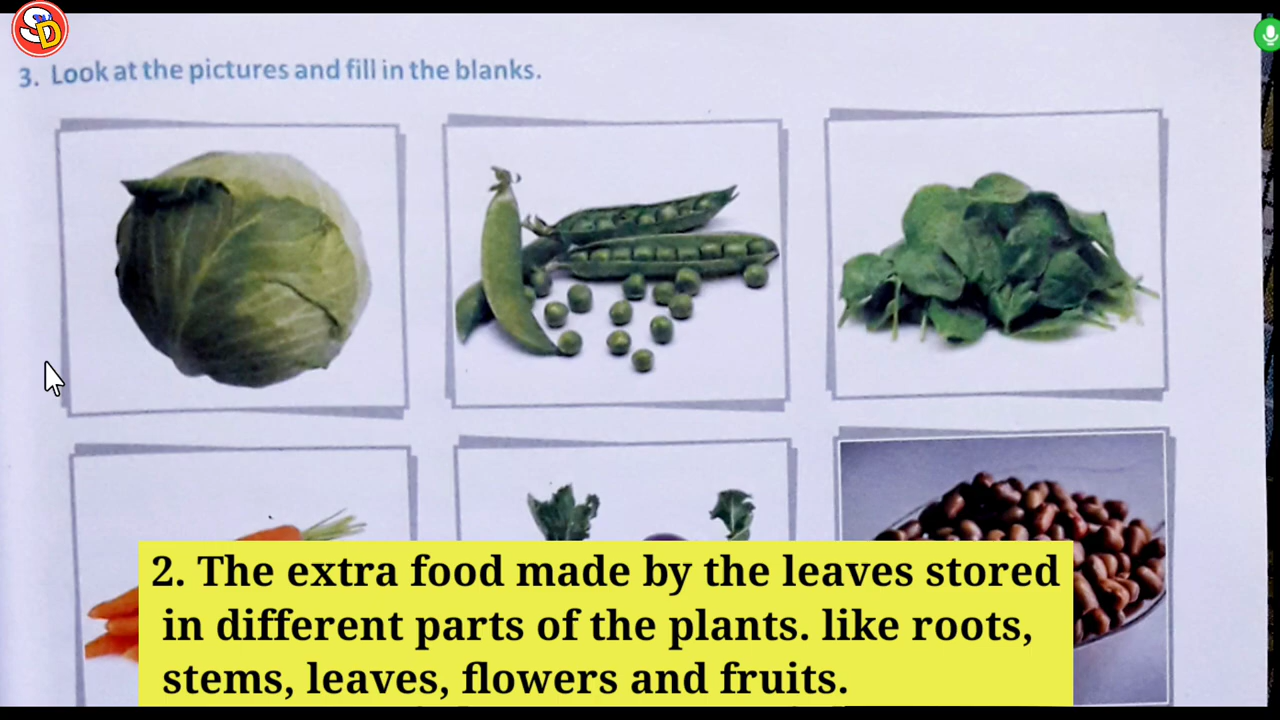 SD
3. Look at the pictures and fill in the blanks.
2. The extra food made by the leaves stored
in different parts of the plants. like roots,
stems, leaves, flowers and fruits.